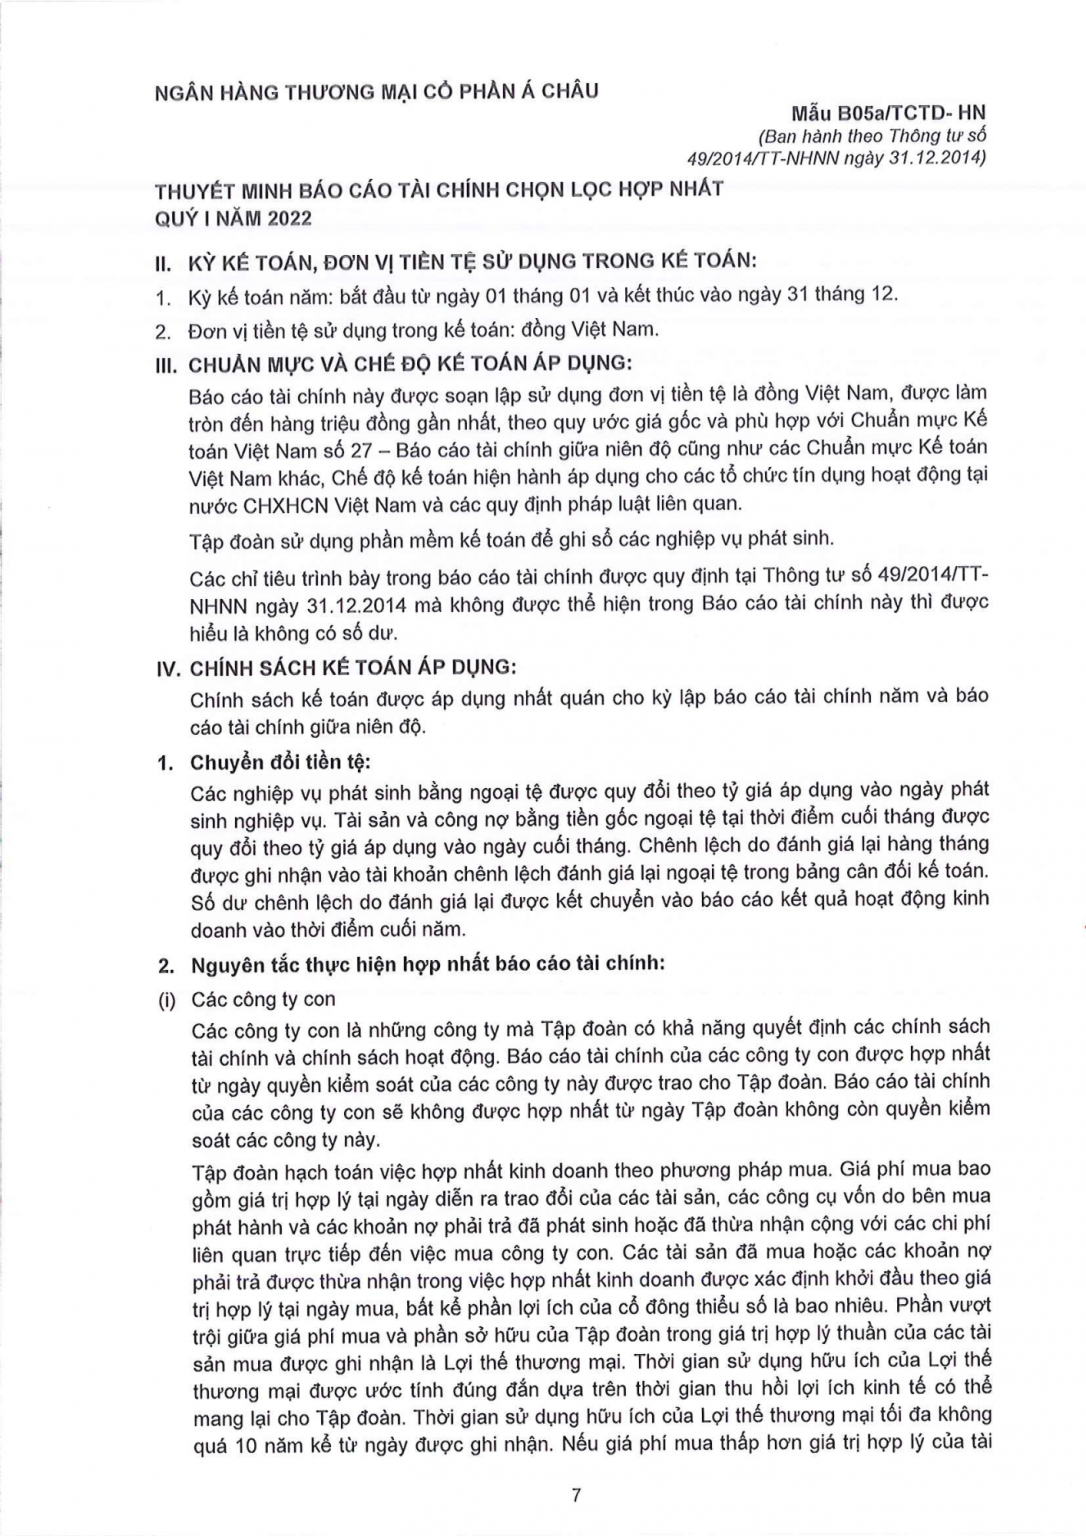 NGÂN HÀNG THƯƠNG MẠI CỔ PHẦN Á CHÂU
Mẫu B05a/TCTD- HN
(Ban hành theo Thông tư số
49/2014/TT-NHNN ngày 31.12.2014)
THUYẾT MINH BÁO CÁO TÀI CHÍNH CHỌN LỌC HỢP NHẤT
QUÝ I NĂM 2022
II. KỲ KẾ TOÁN, ĐƠN VỊ TIỀN TỆ SỬ DỤNG TRONG KẾ TOÁN:
1. Kỳ kế toán năm: bắt đầu từ ngày 01 tháng 01 và kết thúc vào ngày 31 tháng 12.
2. Đơn vị tiền tệ sử dụng trong kế toán: đồng Việt Nam.
III. CHUẨN MỰC VÀ CHẾ ĐỘ KẾ TOÁN ÁP DỤNG:
Báo cáo tài chính này được soạn lập sử dụng đơn vị tiền tệ là đồng Việt Nam, được làm
tròn đến hàng triệu đồng gần nhất, theo quy ước giá gốc và phù hợp với Chuẩn mực Kế
toán Việt Nam số 27 – Báo cáo tài chính giữa niên độ cũng như các Chuẩn mực Kế toán
Việt Nam khác, Chế độ kế toán hiện hành áp dụng cho các tổ chức tín dụng hoạt động tại
nước CHXHCN Việt Nam và các quy định pháp luật liên quan.
Tập đoàn sử dụng phần mềm kế toán để ghi sổ các nghiệp vụ phát sinh.
Các chỉ tiêu trình bày trong báo cáo tài chính được quy định tại Thông tư số 49/2014/TT-
NHNN ngày 31.12.2014 mà không được thể hiện trong Báo cáo tài chính này thì được
hiểu là không có số dư.
IV. CHÍNH SÁCH KẾ TOÁN ÁP DỤNG:
Chính sách kế toán được áp dụng nhất quán cho kỳ lập báo cáo tài chính năm và báo
cáo tài chính giữa niên độ.
1. Chuyển đổi tiền tệ:
Các nghiệp vụ phát sinh bằng ngoại tệ được quy đổi theo tỷ giá áp dụng vào ngày phát
sinh nghiệp vụ. Tài sản và công nợ bằng tiền gốc ngoại tệ tại thời điểm cuối tháng được
quy đổi theo tỷ giá áp dụng vào ngày cuối tháng. Chênh lệch do đánh giá lại hàng tháng
được ghi nhận vào tài khoản chênh lệch đánh giá lại ngoại tệ trong bảng cân đối kế toán.
Số dư chênh lệch do đánh giá lại được kết chuyển vào báo cáo kết quả hoạt động kinh
doanh vào thời điểm cuối năm.
2. Nguyên tắc thực hiện hợp nhất báo cáo tài chính:
(i) Các công ty con
Các công ty con là những công ty mà Tập đoàn có khả năng quyết định các chính sách
tài chính và chính sách hoạt động. Báo cáo tài chính của các công ty con được hợp nhất
từ ngày quyền kiểm soát của các công ty này được trao cho Tập đoàn. Báo cáo tài chính
của các công ty con sẽ không được hợp nhất từ ngày Tập đoàn không còn quyền kiểm
soát các công ty này.
Tập đoàn hạch toán việc hợp nhất kinh doanh theo phương pháp mua. Giá phí mua bao
gồm giá trị hợp lý tại ngày diễn ra trao đổi của các tài sản, các công cụ vốn do bên mua
phát hành và các khoản nợ phải trả đã phát sinh hoặc đã thừa nhận cộng với các chi phí
liên quan trực tiếp đến việc mua công ty con. Các tài sản đã mua hoặc các khoản nợ
phải trả được thừa nhận trong việc hợp nhất kinh doanh được xác định khởi đầu theo giá
trị hợp lý tại ngày mua, bất kể phần lợi ích của cổ đông thiểu số là bao nhiêu. Phần vượt
trội giữa giá phí mua và phần sở hữu của Tập đoàn trong giá trị hợp lý thuần của các tài
sản mua được ghi nhận là Lợi thế thương mại. Thời gian sử dụng hữu ích của Lợi thế
thương mại được ước tính đúng đắn dựa trên thời gian thu hồi lợi ích kinh tế có thể
mang lại cho Tập đoàn. Thời gian sử dụng hữu ích của Lợi thế thương mại tối đa không
quá 10 năm kể từ ngày được ghi nhận. Nếu giá phí mua thấp hơn giá trị hợp lý của tài
7